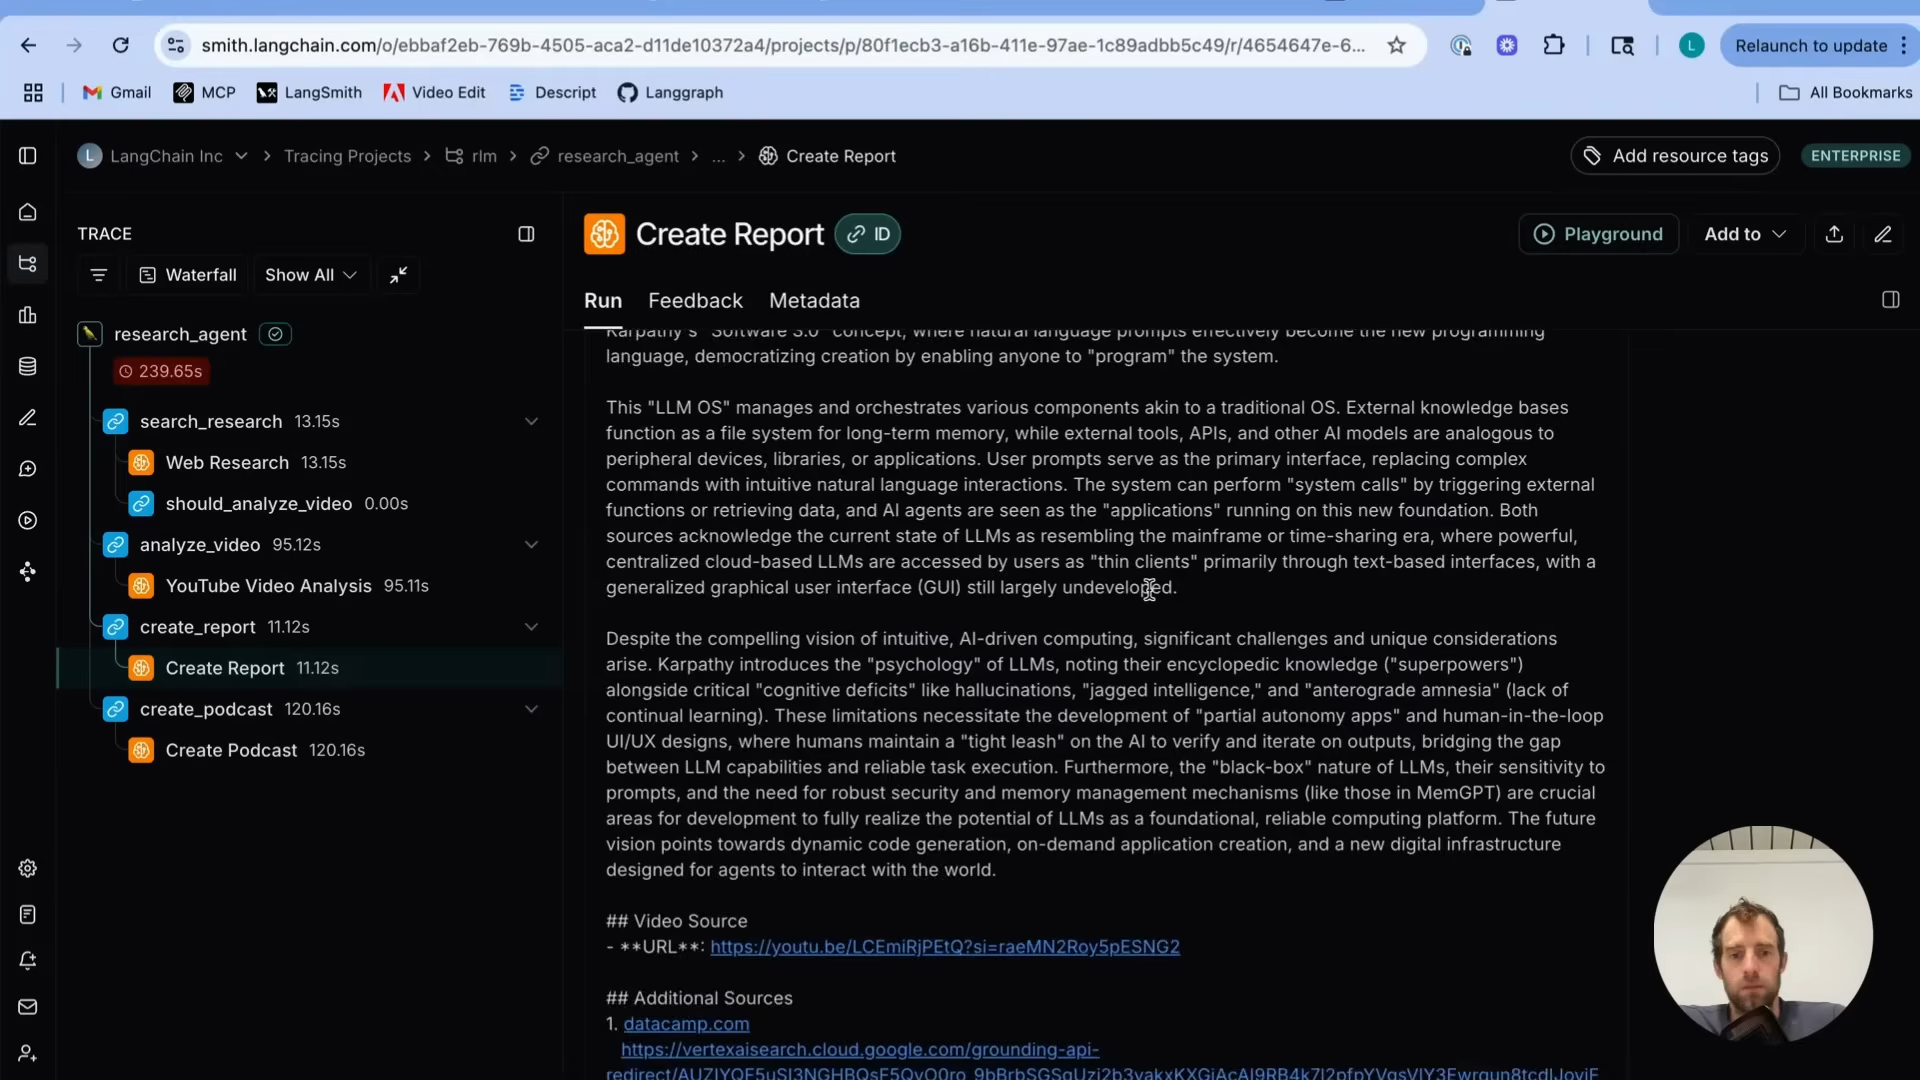 smith.langchain.com/o/ebbaf2eb-769b-4505-aca2-d11de10372a4/projects/p/80f1ecb3-a16b-411e-97ae-1c89adbb5c49/r/4654647e-6...
L
Relaunch to update
Gmail
MCP
LangSmith
Video Edit
Descript
Langgraph
All Bookmarks
L
LangChain Inc
Tracing Projects
rlm
research_agent
...
Create Report
Add resource tags
ENTERPRISE
TRACE
Waterfall
Show All
research_agent
239.65s
search_research 13.15s
Web Research 13.15s
should_analyze_video 0.00s
analyze_video 95.12s
YouTube Video Analysis 95.11s
create_report 11.12s
Create Report 11.12s
create_podcast 120.16s
Create Podcast 120.16s
Create Report
ID
Playground
Add to
Run
Feedback
Metadata
Karpathy's "Software 3.0" concept, where natural language prompts effectively become the new programming
language, democratizing creation by enabling anyone to "program" the system.
This "LLM OS" manages and orchestrates various components akin to a traditional OS. External knowledge bases
function as a file system for long-term memory, while external tools, APIs, and other AI models are analogous to
peripheral devices, libraries, or applications. User prompts serve as the primary interface, replacing complex
commands with intuitive natural language interactions. The system can perform "system calls" by triggering external
functions or retrieving data, and AI agents are seen as the "applications" running on this new foundation. Both
sources acknowledge the current state of LLMs as resembling the mainframe or time-sharing era, where powerful,
centralized cloud-based LLMs are accessed by users as "thin clients" primarily through text-based interfaces, with a
generalized graphical user interface (GUI) still largely undeveloped.
Despite the compelling vision of intuitive, AI-driven computing, significant challenges and unique considerations
arise. Karpathy introduces the "psychology" of LLMs, noting their encyclopedic knowledge ("superpowers")
alongside critical "cognitive deficits" like hallucinations, "jagged intelligence," and "anterograde amnesia" (lack of
continual learning). These limitations necessitate the development of "partial autonomy apps" and human-in-the-loop
UI/UX designs, where humans maintain a "tight leash" on the AI to verify and iterate on outputs, bridging the gap
between LLM capabilities and reliable task execution. Furthermore, the "black-box" nature of LLMs, their sensitivity to
prompts, and the need for robust security and memory management mechanisms (like those in MemGPT) are crucial
areas for development to fully realize the potential of LLMs as a foundational, reliable computing platform. The future
vision points towards dynamic code generation, on-demand application creation, and a new digital infrastructure
designed for agents to interact with the world.
## Video Source
- **URL**: https://youtu.be/LCEmiRjPEtQ?si=raeMN2Roy5pESNG2
## Additional Sources
1. datacamp.com
https://vertexaisearch.cloud.google.com/grounding-api-